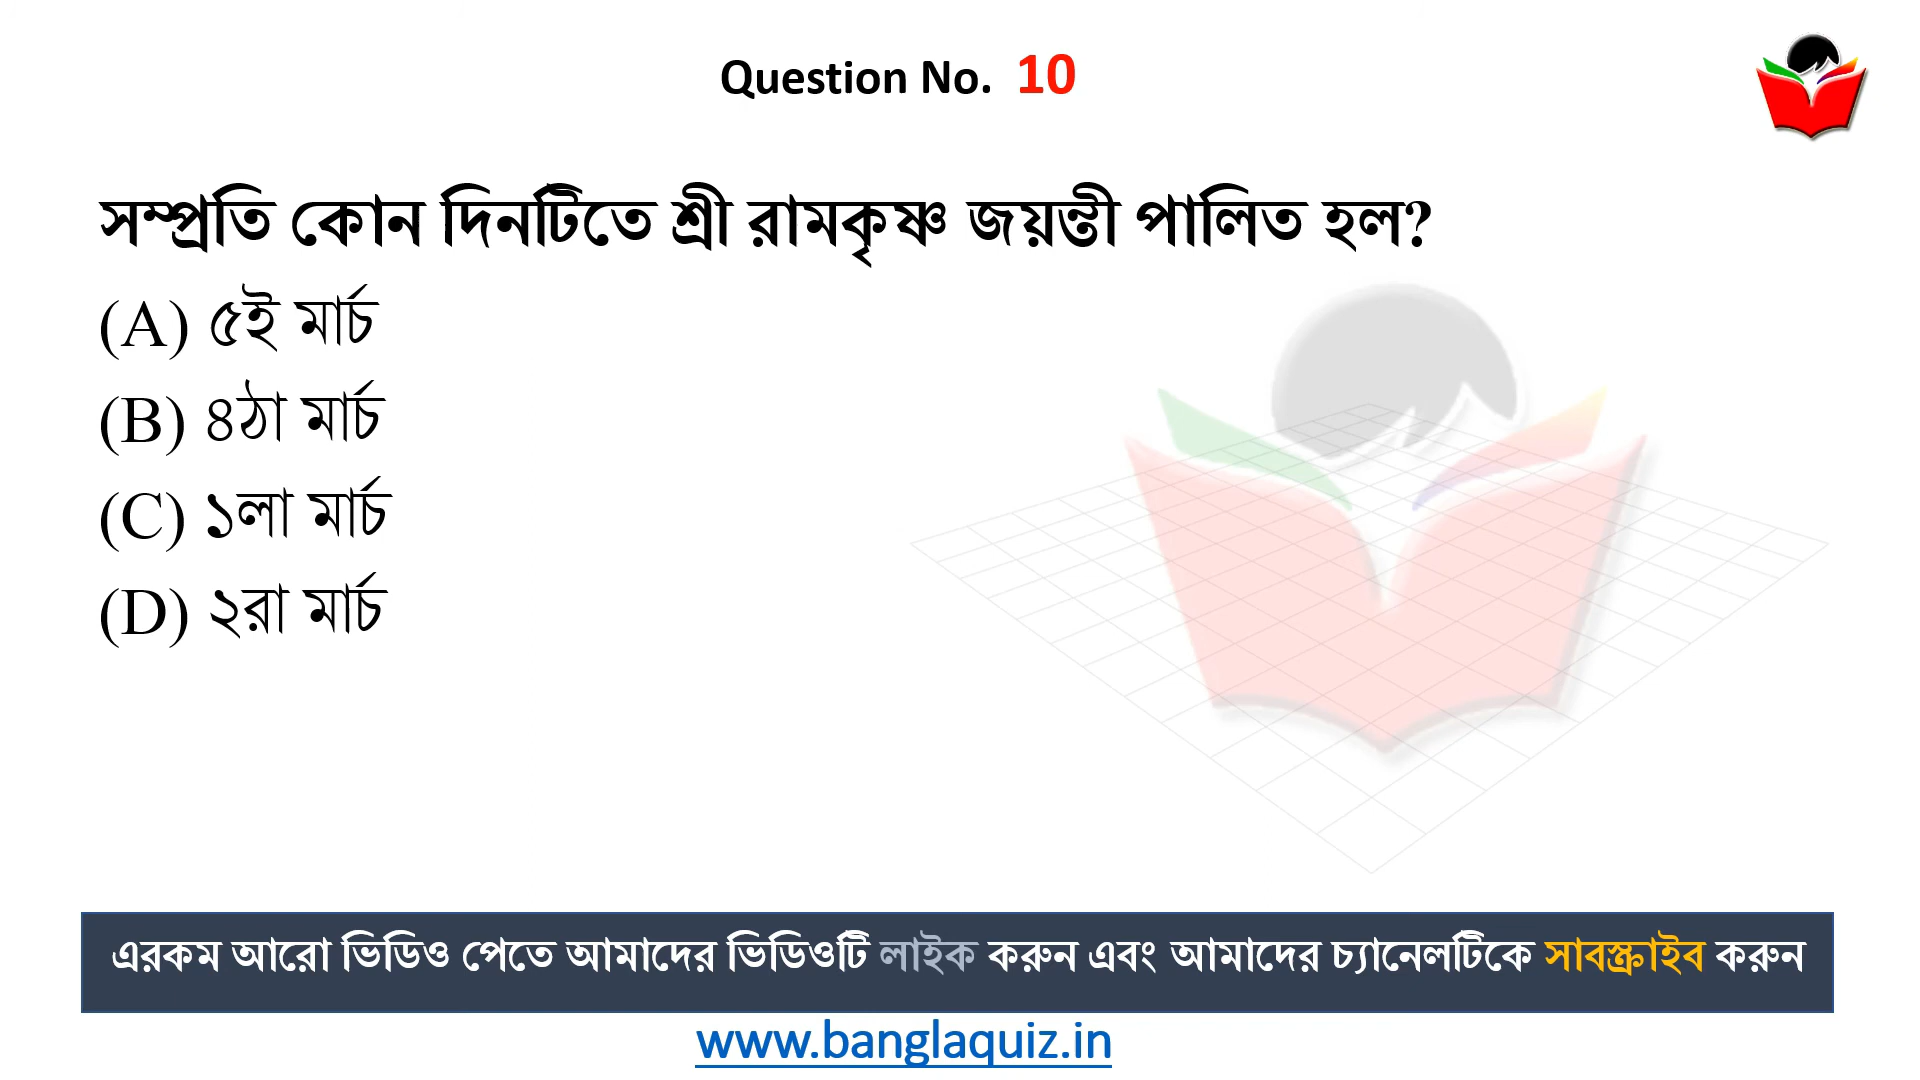 Question No. 10
সম্প্রতি কোন দিনটিতে শ্রী রামকৃষ্ণ জয়ন্তী পালিত হল?
(A) ৫ই মার্চ
(B) ৪ঠা মার্চ
(C) ১লা মার্চ
(D) ২রা মার্চ
এরকম আরো ভিডিও পেতে আমাদের ভিডিওটি লাইক করুন এবং আমাদের চ্যানেলটিকে সাবস্ক্রাইব করুন
www.banglaquiz.in